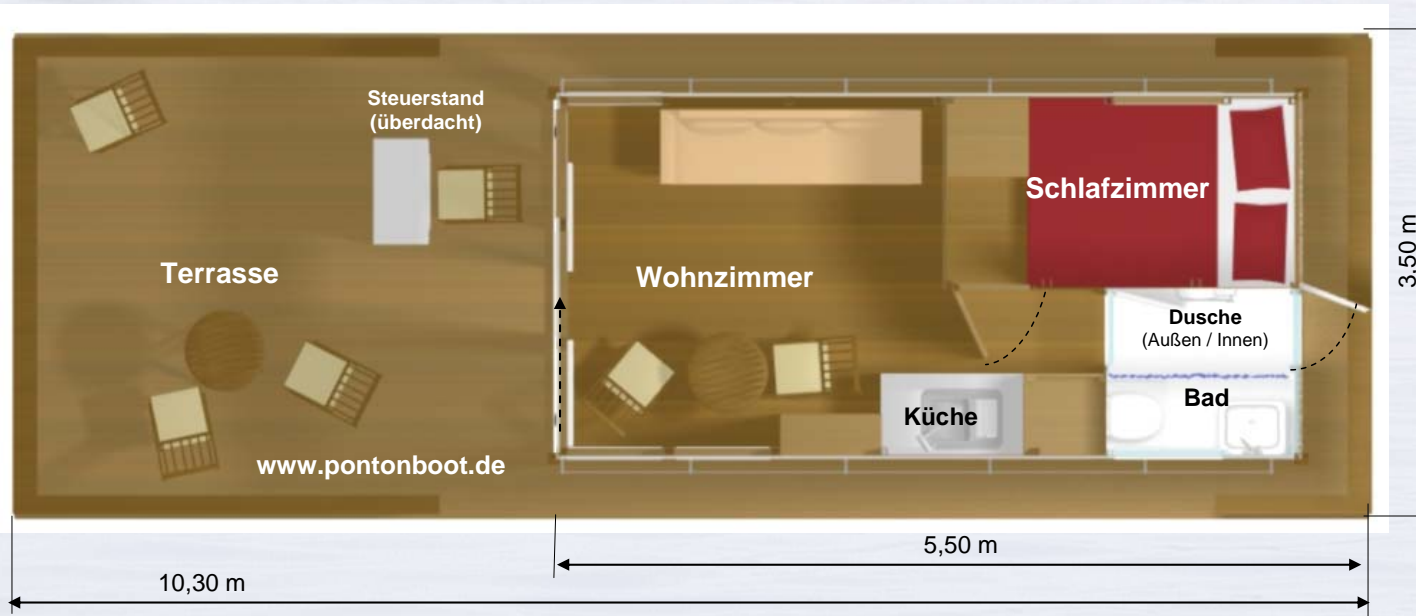 Steuerstand
(überdacht)
Schlafzimmer
Terrasse
Wohnzimmer
3,50 m
Dusche
(Außen / Innen)
Bad
Küche
www.pontonboot.de
5,50 m
10,30 m